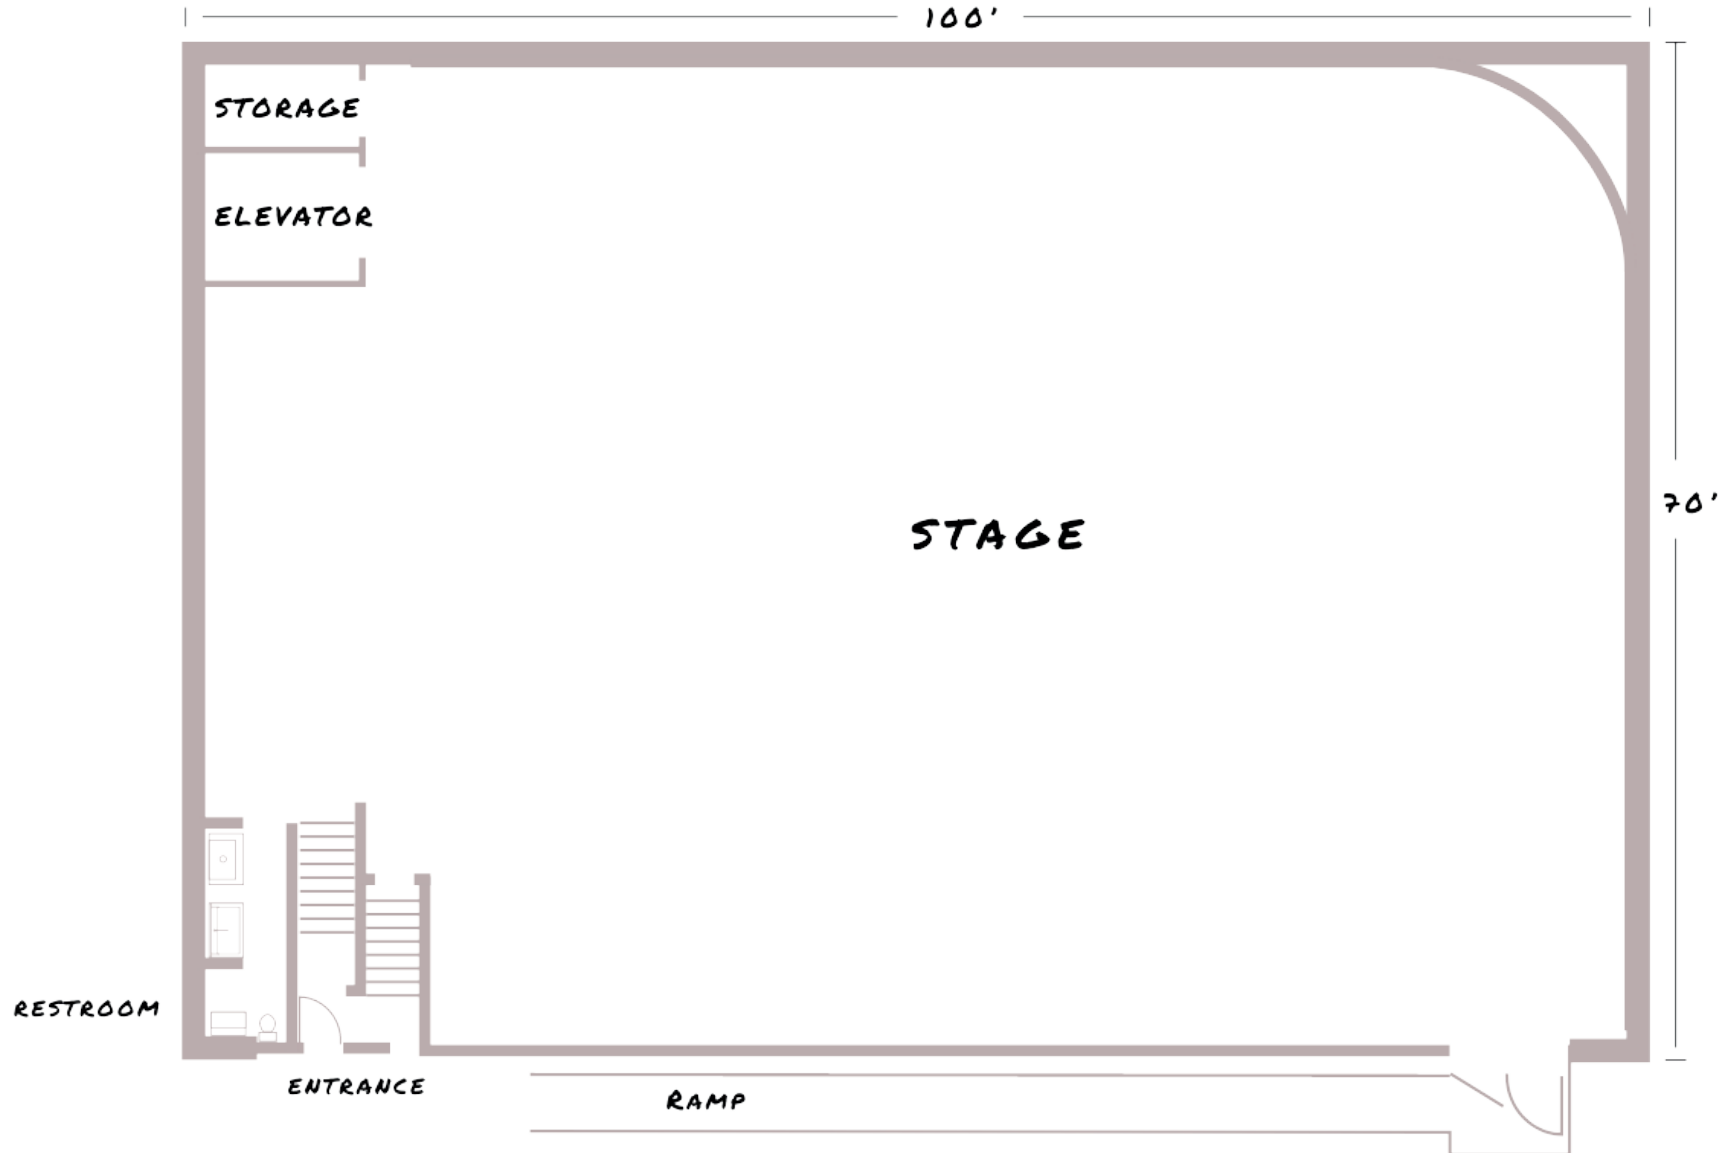 100'
STORAGE
ELEVATOR
70'
STAGE
RESTROOM
ENTRANCE
RAMP